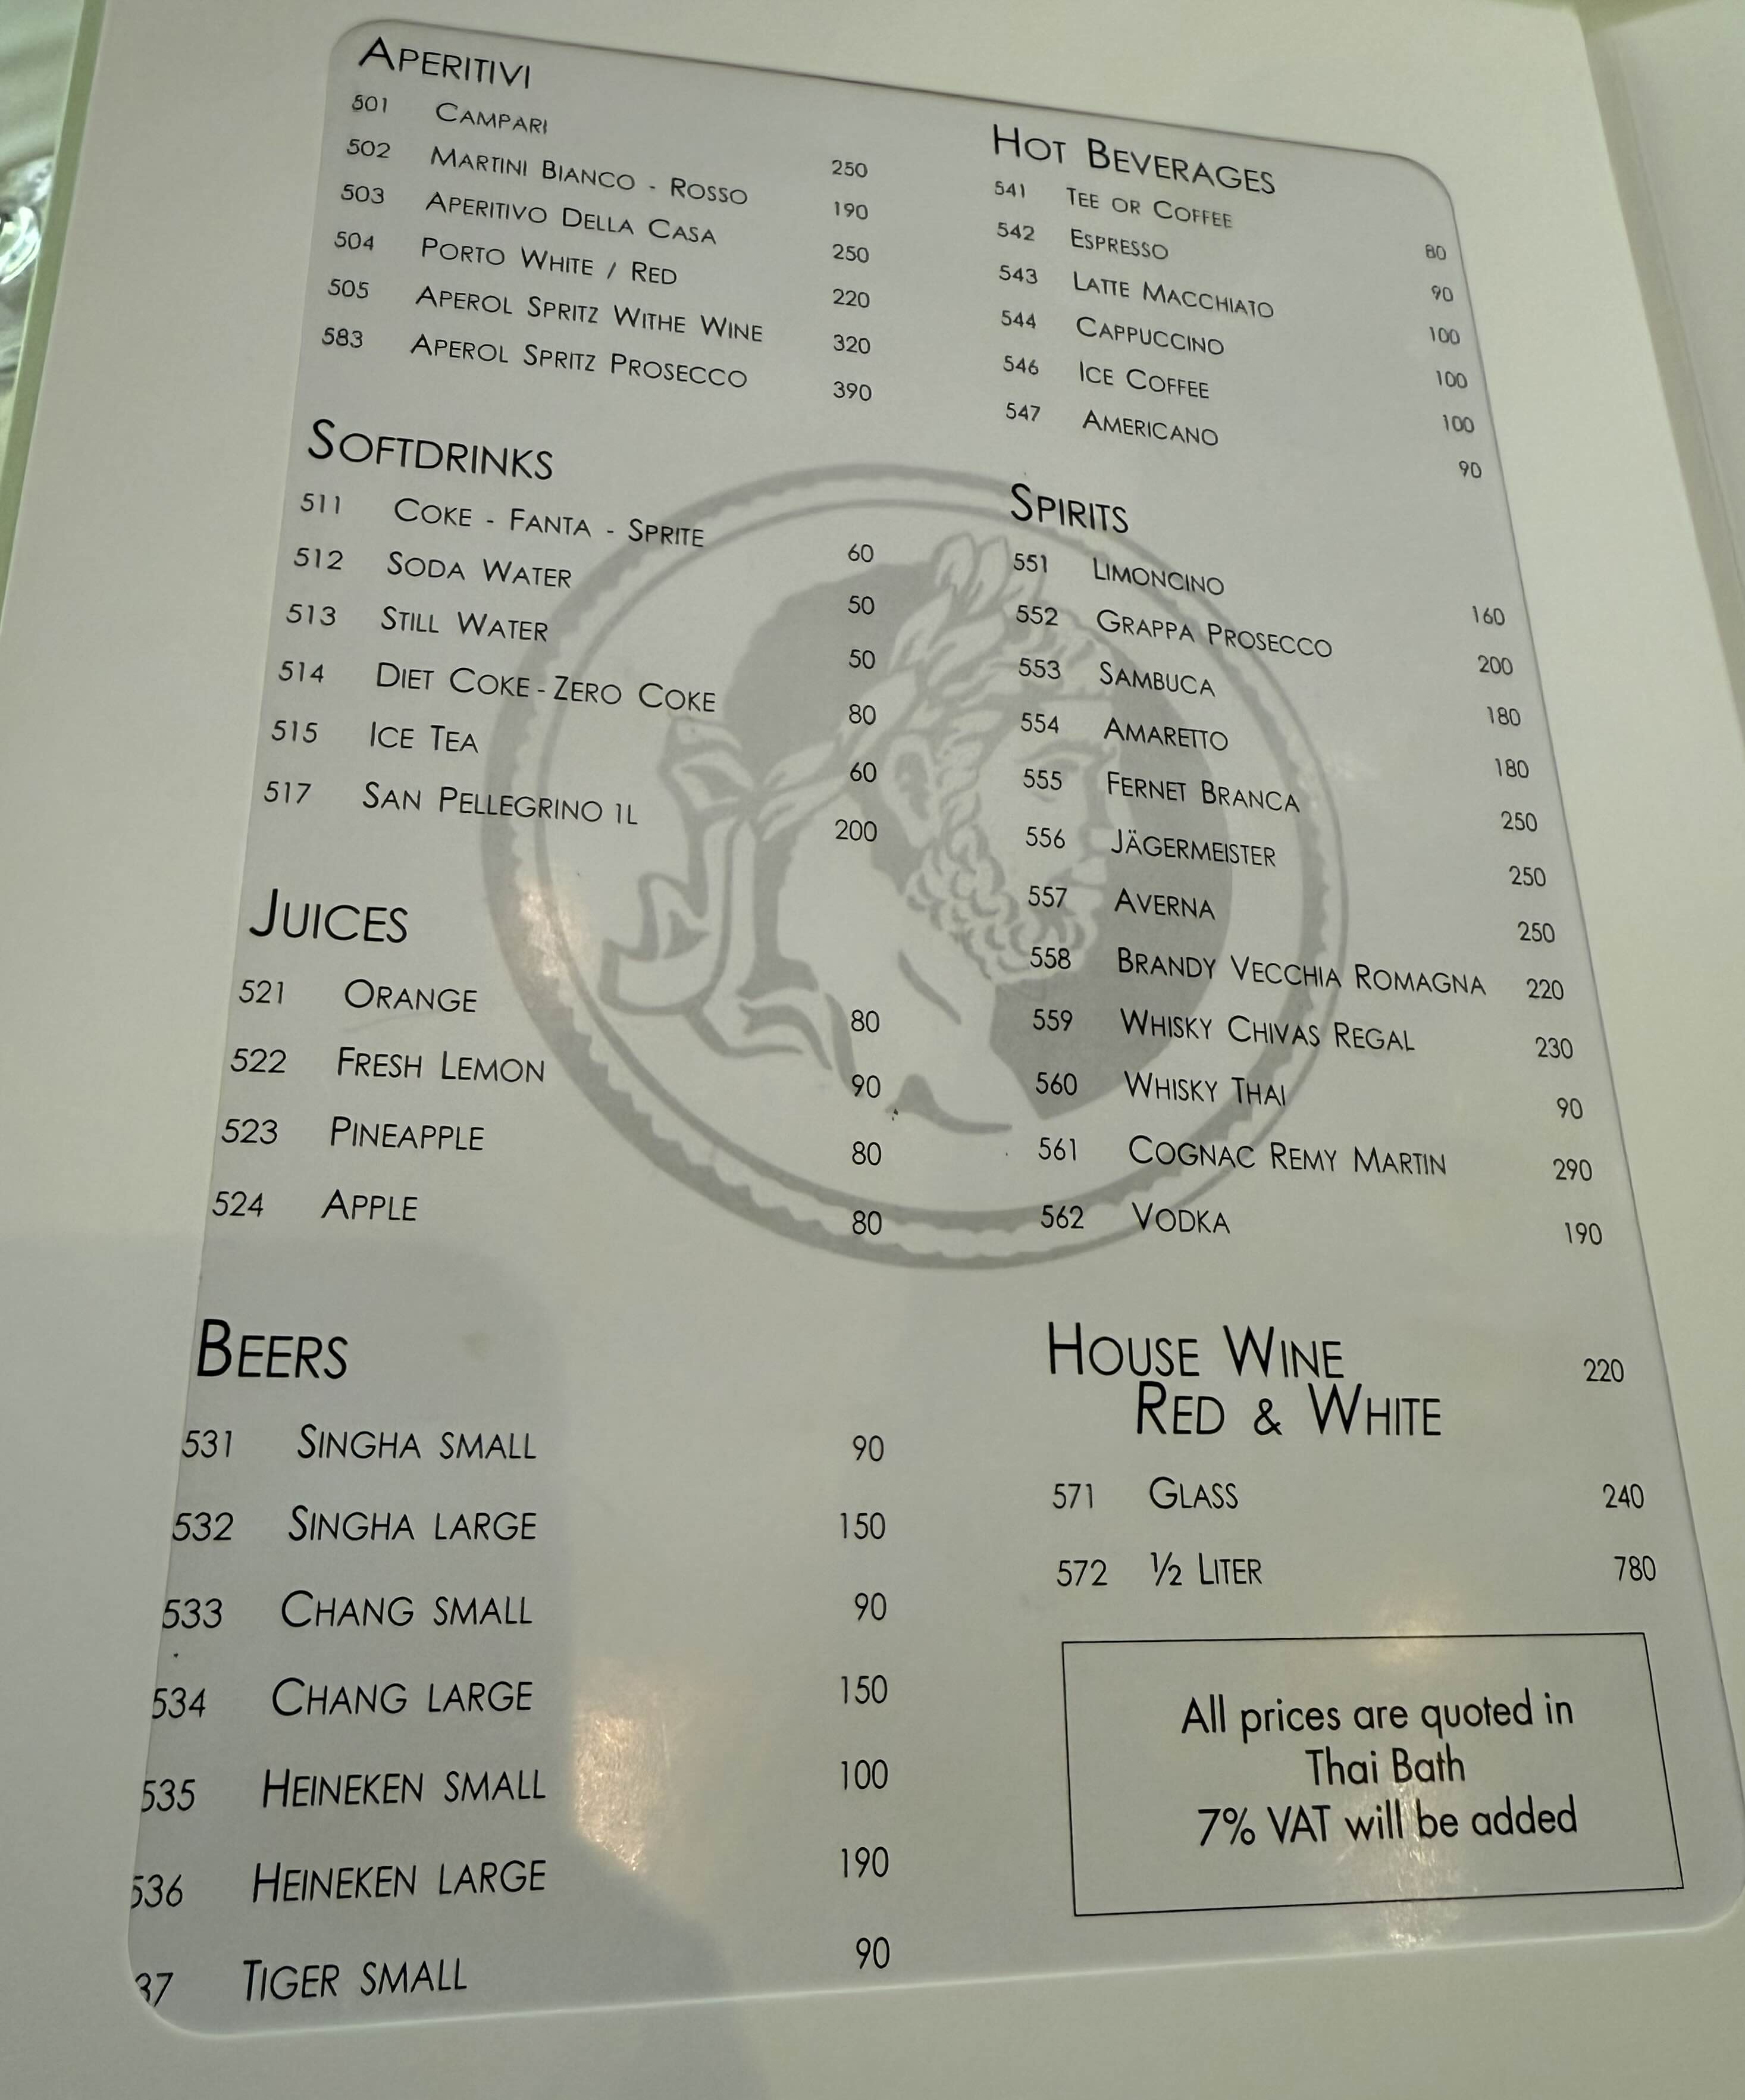 APERITIVI
501 CAMPARI 250
502 MARTINI BIANCO - ROSSO 190
503 APERITIVO DELLA CASA 250
504 PORTO WHITE / RED 220
505 APEROL SPRITZ WITHE WINE 320
583 APEROL SPRITZ PROSECCO 390
SOFTDRINKS
511 COKE - FANTA - SPRITE 60
512 SODA WATER 50
513 STILL WATER 50
514 DIET COKE - ZERO COKE 80
515 ICE TEA 60
517 SAN PELLEGRINO 1L 200
JUICES
521 ORANGE 80
522 FRESH LEMON 90
523 PINEAPPLE 80
524 APPLE 80
BEERS
531 SINGHA SMALL 90
532 SINGHA LARGE 150
533 CHANG SMALL 90
534 CHANG LARGE 150
535 HEINEKEN SMALL 100
536 HEINEKEN LARGE 190
37 TIGER SMALL 90
HOT BEVERAGES
541 TEE OR COFFEE 80
542 ESPRESSO 90
543 LATTE MACCHIATO 100
544 CAPPUCCINO 100
546 ICE COFFEE 100
547 AMERICANO 90
SPIRITS
551 LIMONCINO 160
552 GRAPPA PROSECCO 200
553 SAMBUCA 180
554 AMARETTO 180
555 FERNET BRANCA 250
556 JÄGERMEISTER 250
557 AVERNA 250
558 BRANDY VECCHIA ROMAGNA 220
559 WHISKY CHIVAS REGAL 230
560 WHISKY THAI 90
561 COGNAC REMY MARTIN 290
562 VODKA 190
HOUSE WINE 220
RED & WHITE
571 GLASS 240
572 ½ LITER 780
All prices are quoted in
Thai Bath
7% VAT will be added